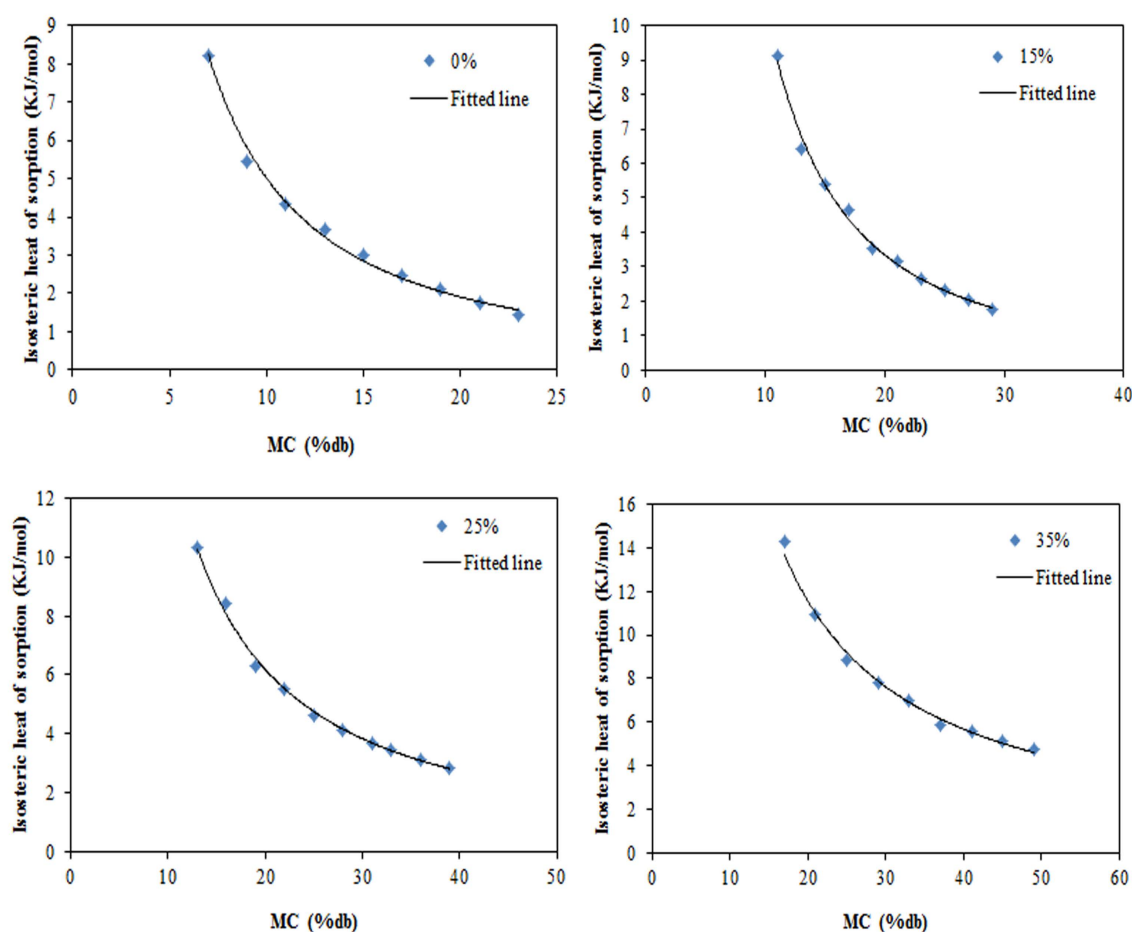 Isosteric heat of sorption (KJ/mol)
9
8
7
6
5
4
3
2
1
0
0%
Fitted line
0 5 10 15 20 25
MC (%db)
Isosteric heat of sorption (KJ/mol)
10
9
8
7
6
5
4
3
2
1
0
15%
Fitted line
0 10 20 30 40
MC (%db)
Isosteric heat of sorption (KJ/mol)
12
10
8
6
4
2
0
25%
Fitted line
0 10 20 30 40 50
MC (%db)
Isosteric heat of sorption (KJ/mol)
16
14
12
10
8
6
4
2
0
35%
Fitted line
0 10 20 30 40 50 60
MC (%db)